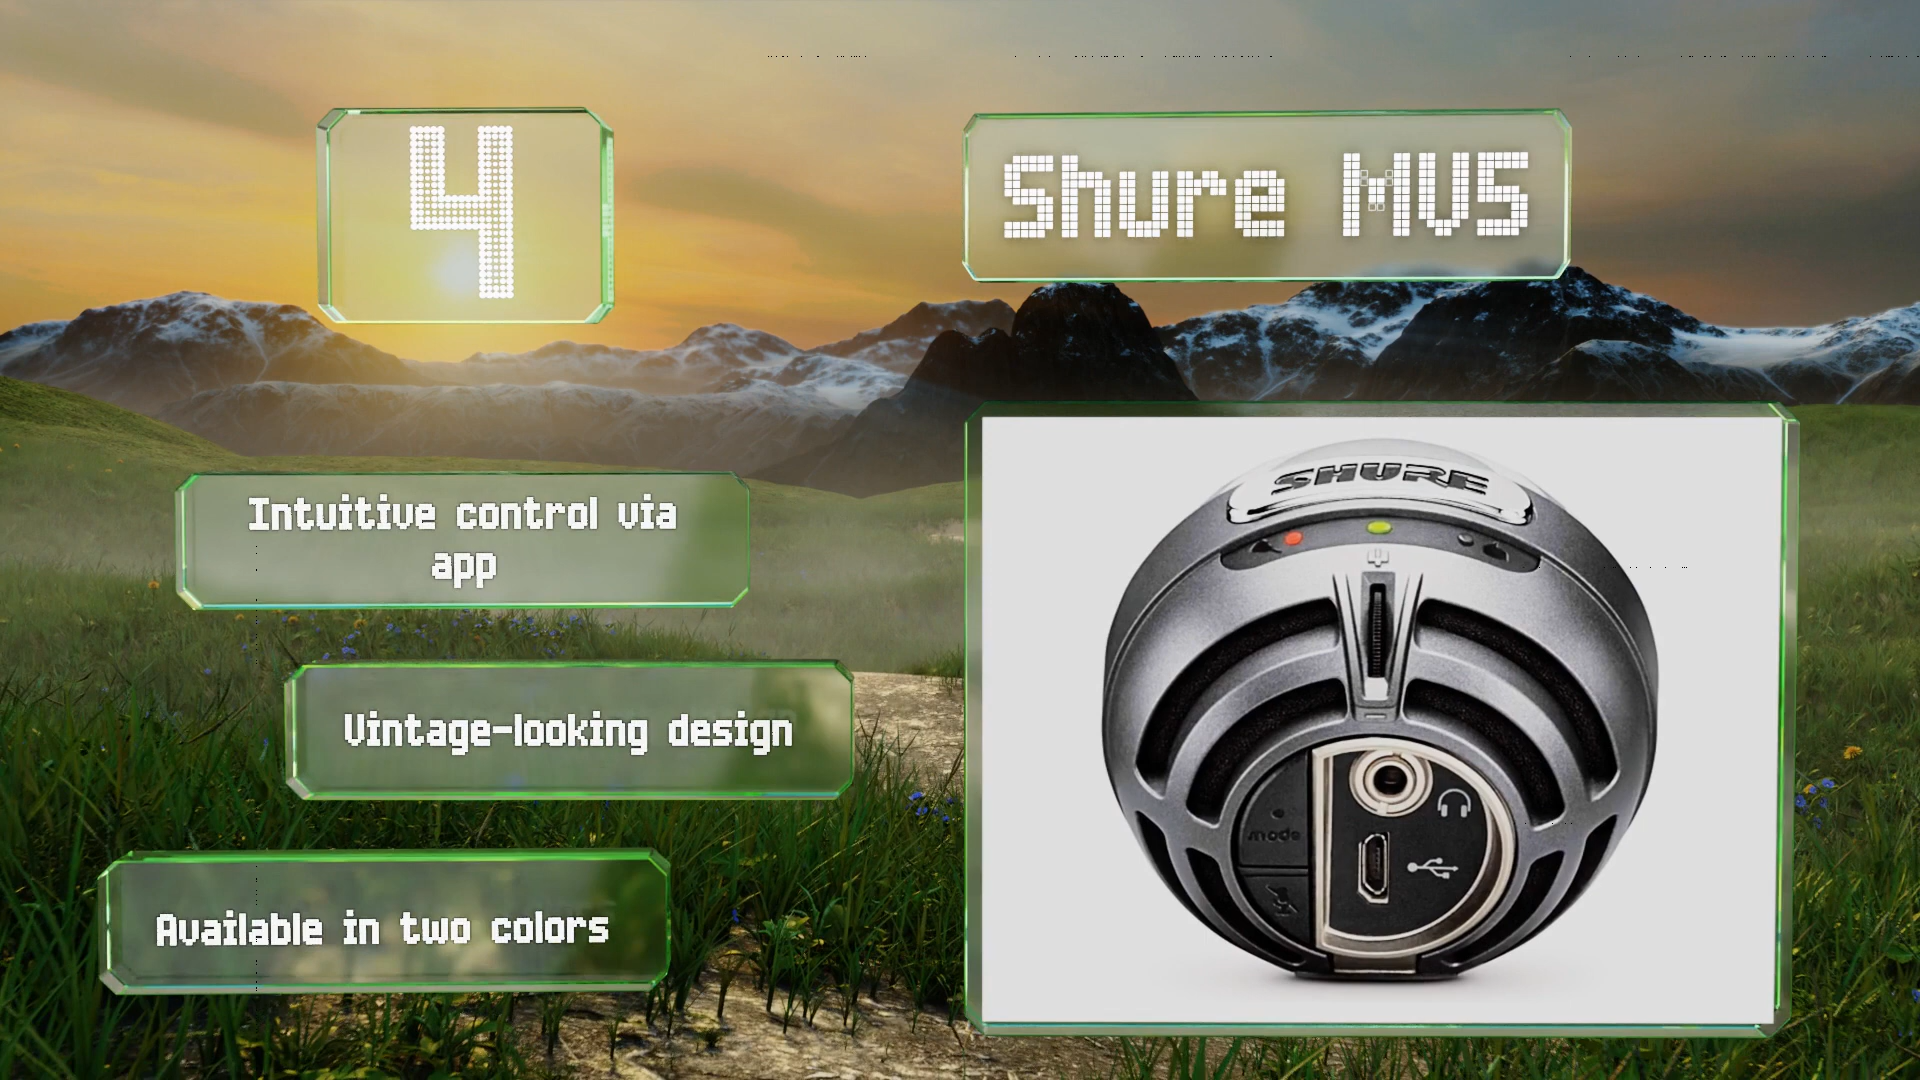 4
Shure MV5
Intuitive control via
app
Vintage-looking design
Available in two colors
SHURE
mode